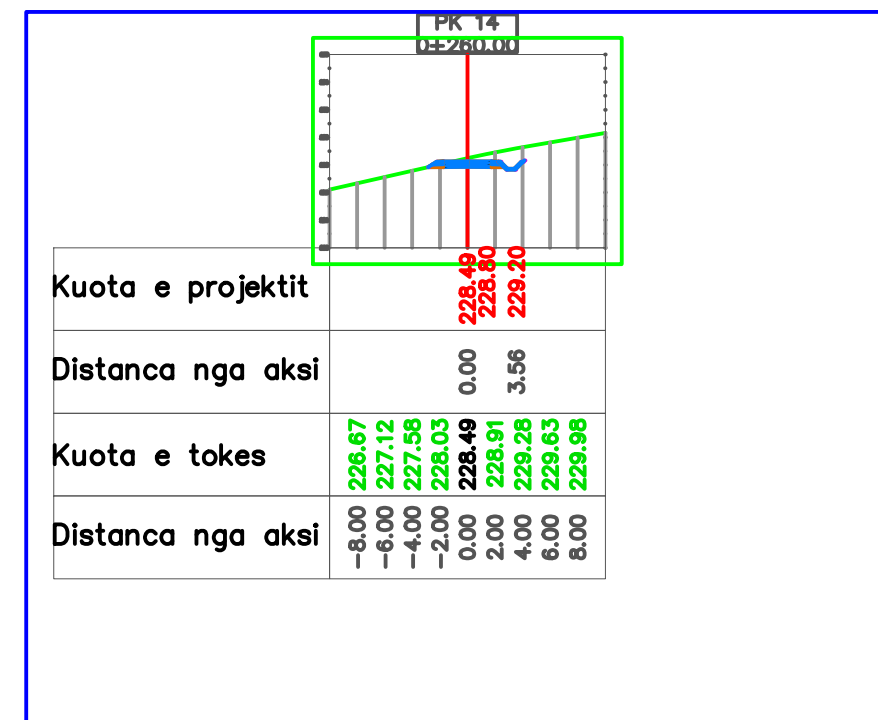 PK 14
0+260.00
Kuota e projektit 228.49 228.80 229.20
Distanca nga aksi 0.00 3.56
Kuota e tokes 226.67 227.12 227.58 228.03 228.49 228.91 229.28 229.63 229.98
Distanca nga aksi -8.00 -6.00 -4.00 -2.00 0.00 2.00 4.00 6.00 8.00